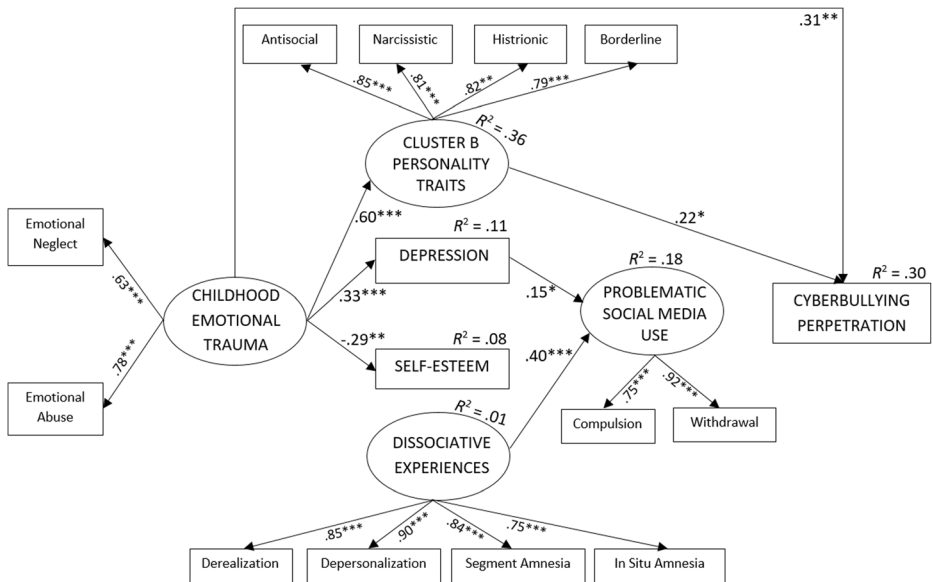 .31**
Antisocial
Narcissistic
Histrionic
Borderline
.85***
.81***
.82**
.79***
R² = .36
CLUSTER B
PERSONALITY
TRAITS
Emotional
Neglect
.60***
.22*
R² = .11
DEPRESSION
.63***
R² = .18
R² = .30
CHILDHOOD
EMOTIONAL
TRAUMA
.33***
.15*
PROBLEMATIC
SOCIAL MEDIA
USE
CYBERBULLYING
PERPETRATION
-.29**
R² = .08
SELF-ESTEEM
.40***
.78***
Emotional
Abuse
.75***
.92***
R² = .01
Compulsion
Withdrawal
DISSOCIATIVE
EXPERIENCES
.85***
.90***
.84***
.75***
Derealization
Depersonalization
Segment Amnesia
In Situ Amnesia